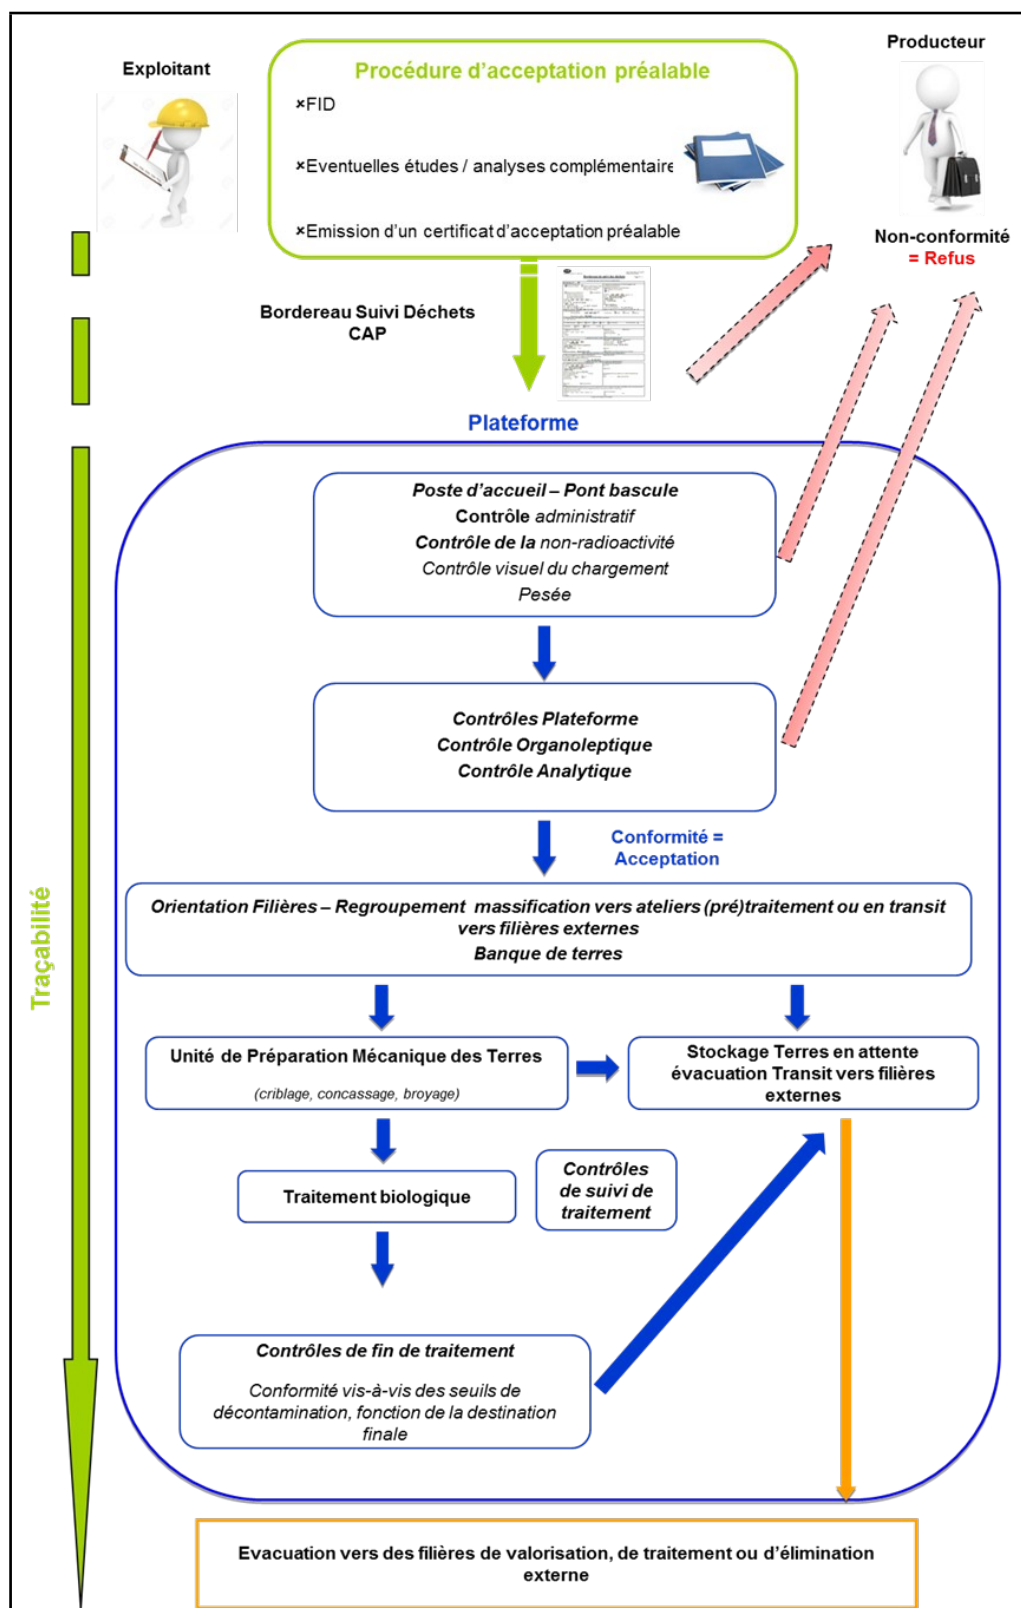 Exploitant
Procédure d'acceptation préalable
Producteur
×FID
×Eventuelles études / analyses complémentaire
×Emission d'un certificat d'acceptation préalable
Non-conformité
= Refus
Bordereau Suivi Déchets
CAP
Plateforme
Poste d'accueil – Pont bascule
Contrôle administratif
Contrôle de la non-radioactivité
Contrôle visuel du chargement
Pesée
Contrôles Plateforme
Contrôle Organoleptique
Contrôle Analytique
Conformité =
Acceptation
Orientation Filières – Regroupement massification vers ateliers (pré)traitement ou en transit
vers filières externes
Banque de terres
Traçabilité
Unité de Préparation Mécanique des Terres
(criblage, concassage, broyage)
Stockage Terres en attente
évacuation Transit vers filières
externes
Traitement biologique
Contrôles
de suivi de
traitement
Contrôles de fin de traitement
Conformité vis-à-vis des seuils de
décontamination, fonction de la destination
finale
Evacuation vers des filières de valorisation, de traitement ou d'élimination
externe